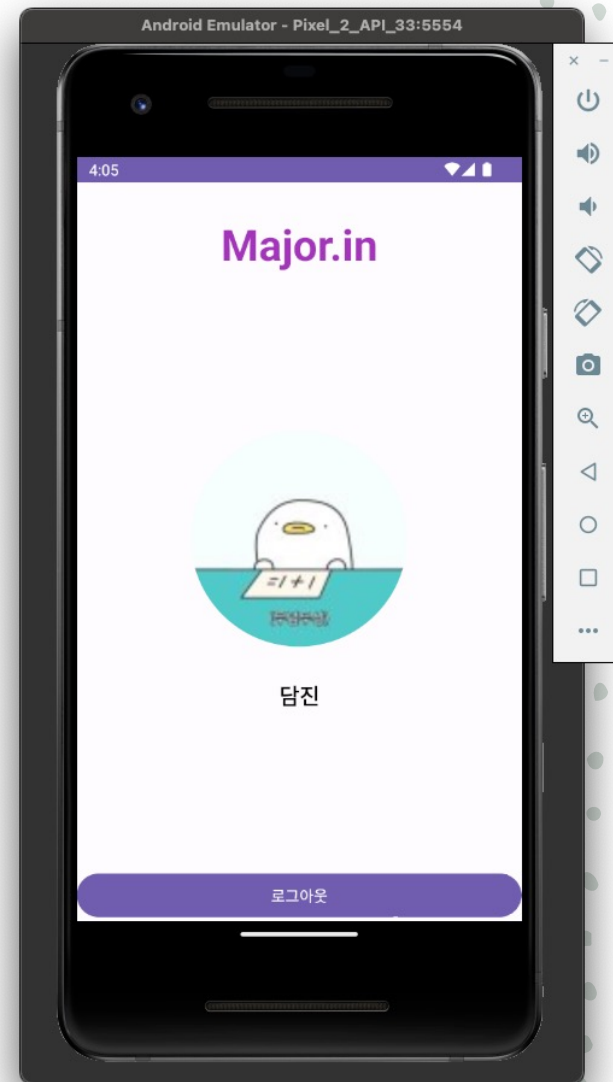 Android Emulator - Pixel_2_API_33:5554
4:05
Major.in
=1+1
담진
로그아웃